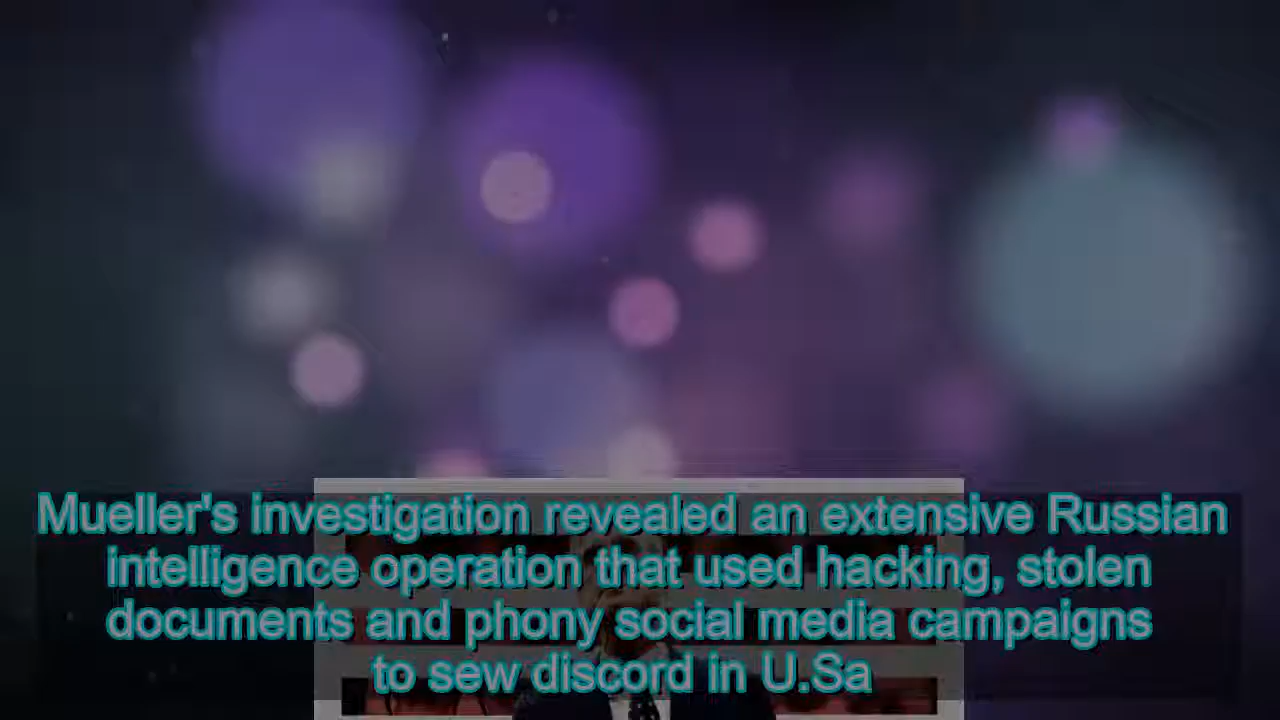 Mueller's investigation revealed an extensive Russian
intelligence operation that used hacking, stolen
documents and phony social media campaigns
to sew discord in U.Sa